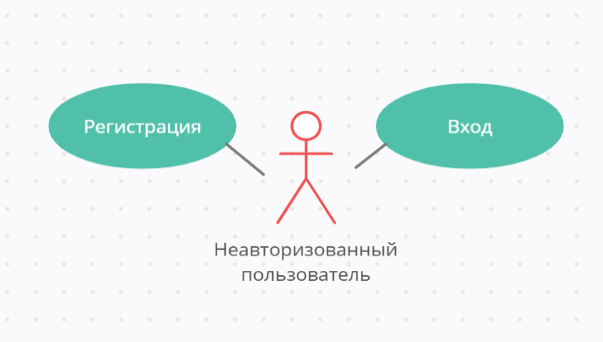 Регистрация
Вход
Неавторизованный
пользователь